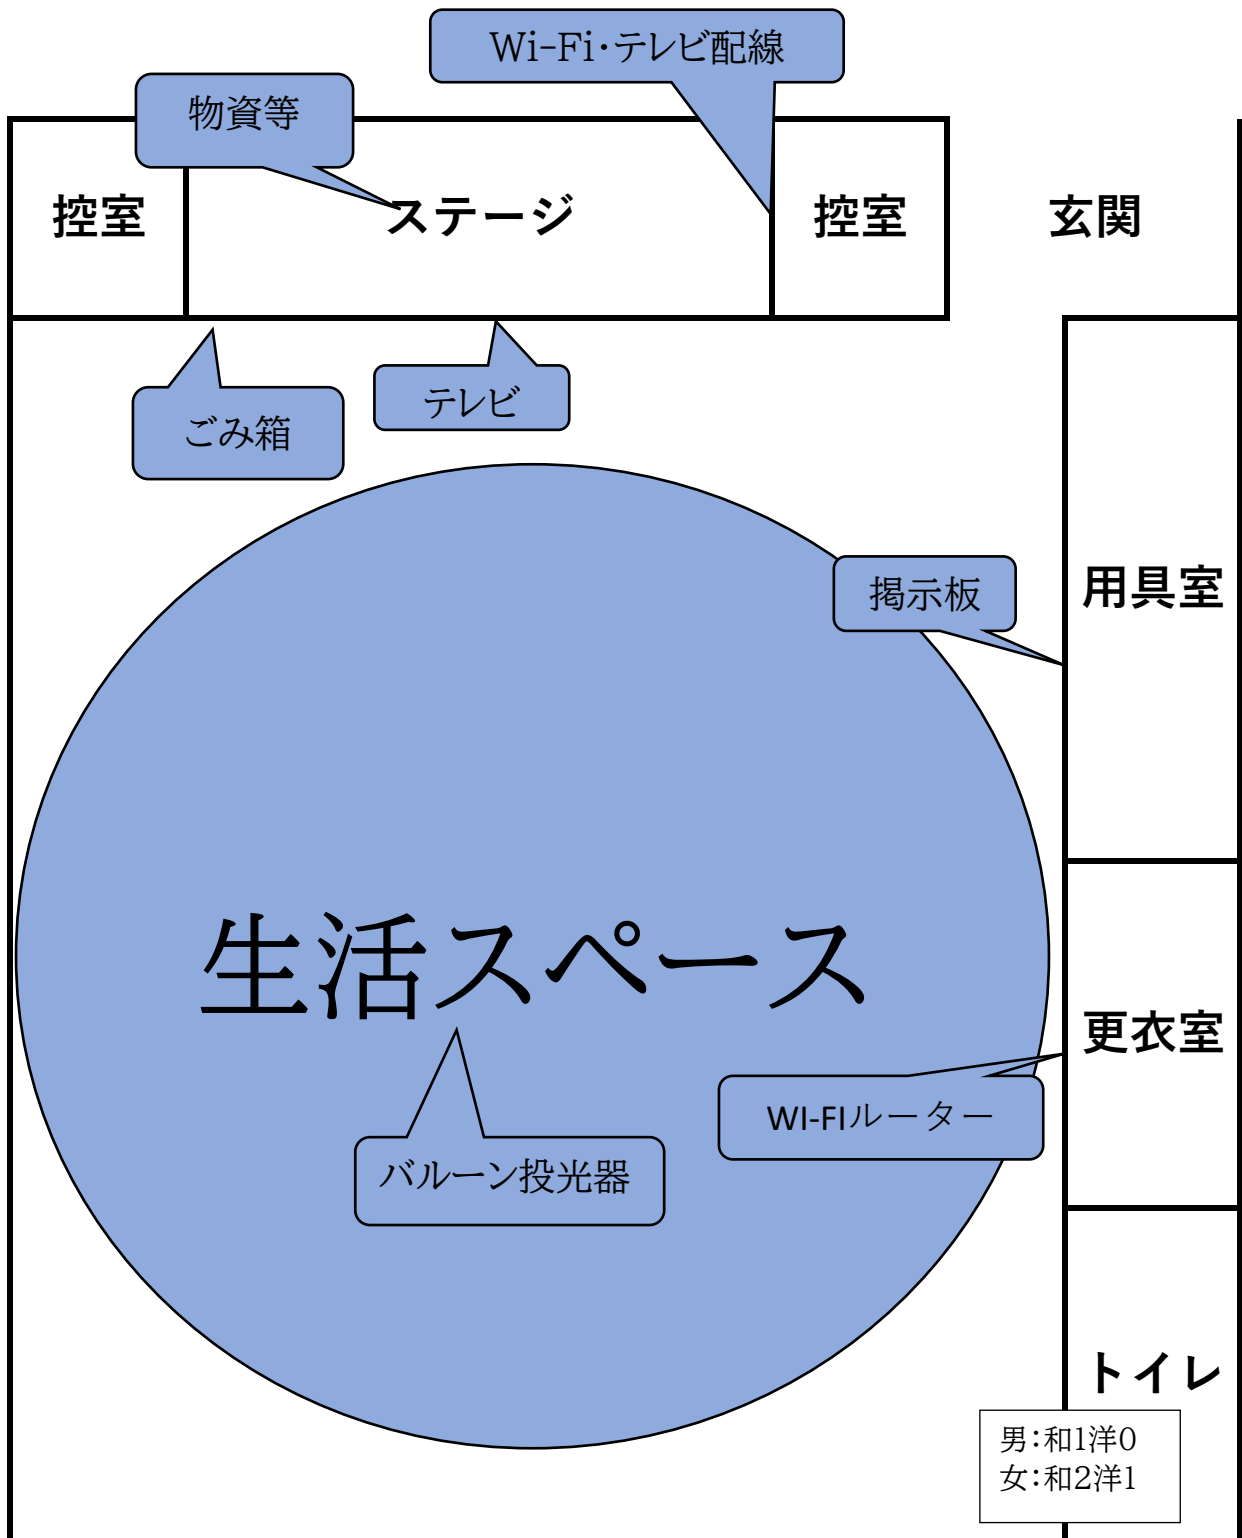 Wi-Fi・テレビ配線
物資等
控室
ステージ
控室
玄関
ごみ箱
テレビ
掲示板
用具室
生活スペース
更衣室
WI-FIルーター
バルーン投光器
トイレ
男：和1洋0
女：和2洋1